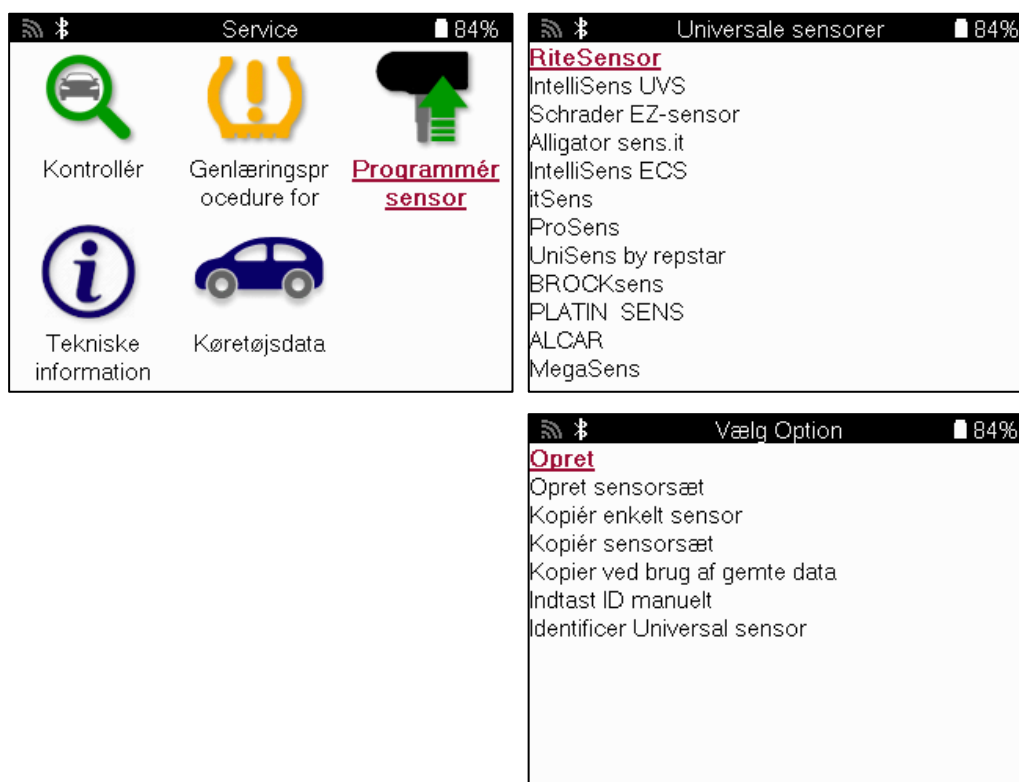 Service 84%
Kontrollér
Genlæringspr
ocedure for
Programmér
sensor
Tekniske
information
Køretøjsdata
Universale sensorer 84%
RiteSensor
IntelliSens UVS
Schrader EZ-sensor
Alligator sens.it
IntelliSens ECS
itSens
ProSens
UniSens by repstar
BROCKsens
PLATIN SENS
ALCAR
MegaSens
Vælg Option 84%
Opret
Opret sensorsæt
Kopiér enkelt sensor
Kopiér sensorsæt
Kopier ved brug af gemte data
Indtast ID manuelt
Identificer Universal sensor